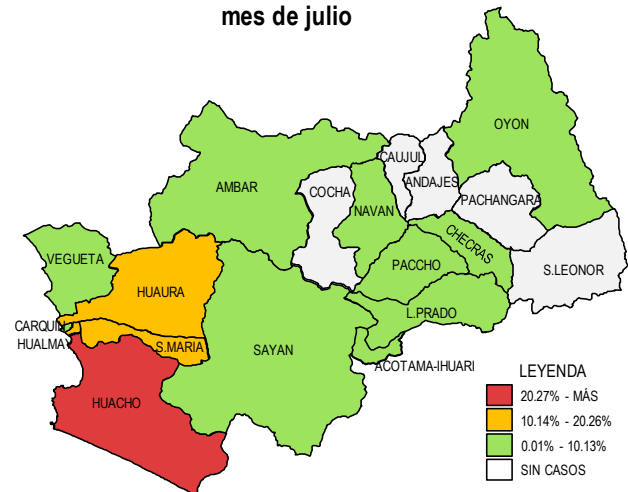 mes de julio
OYON
CAUJUL
AMBAR
COCHA
ANDAJES
PACHANGARA
NAVAN
CHECRAS
VEGUETA
PACCHO
S.LEONOR
HUAURA
L.PRADO
CARQUIN
HUALMAY
S.MARIA
SAYAN
ACOTAMA-IHUARI
HUACHO
LEYENDA
20.27% - MÁS
10.14% - 20.26%
0.01% - 10.13%
SIN CASOS